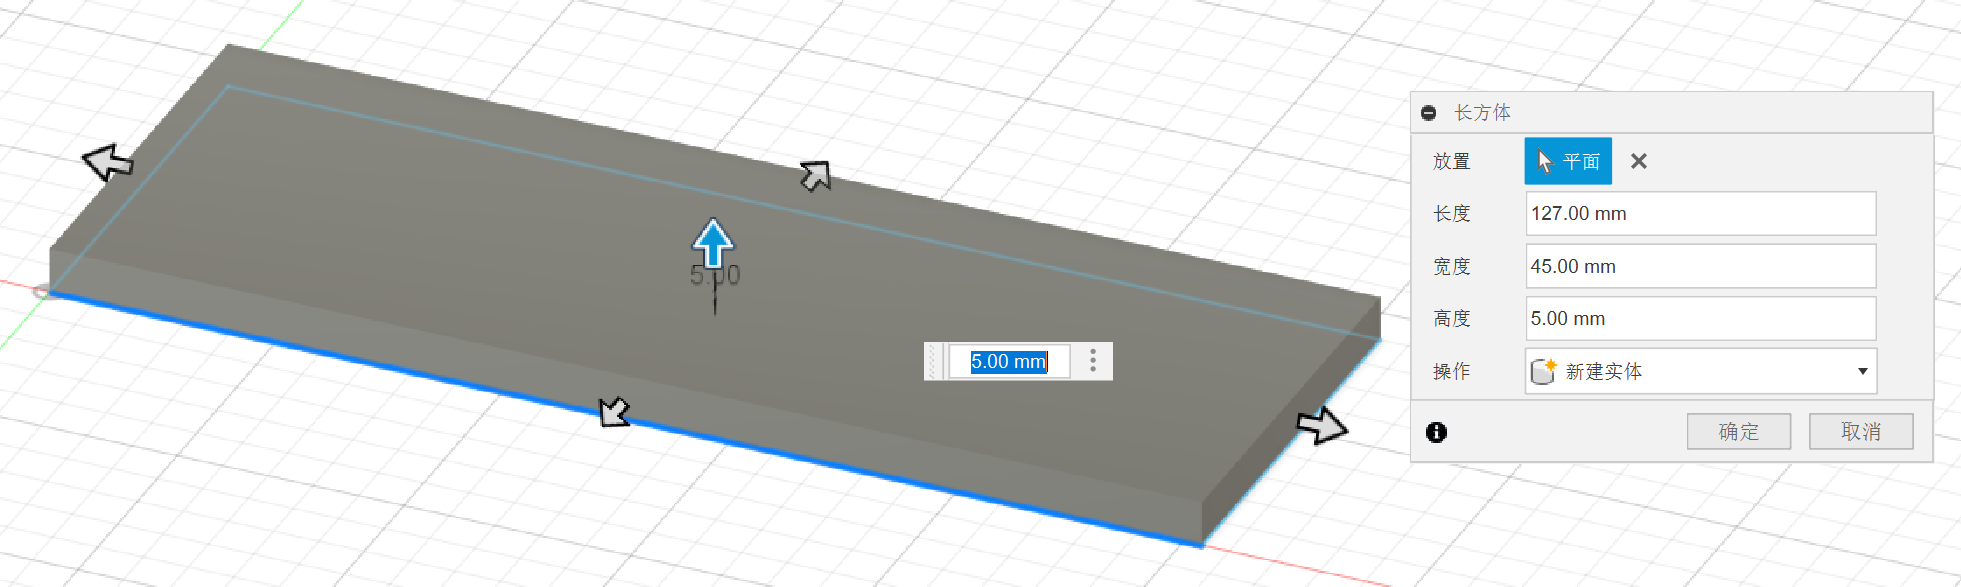 5.00
5.00 mm
长方体
放置 平面
长度 127.00 mm
宽度 45.00 mm
高度 5.00 mm
操作 新建实体
确定 取消